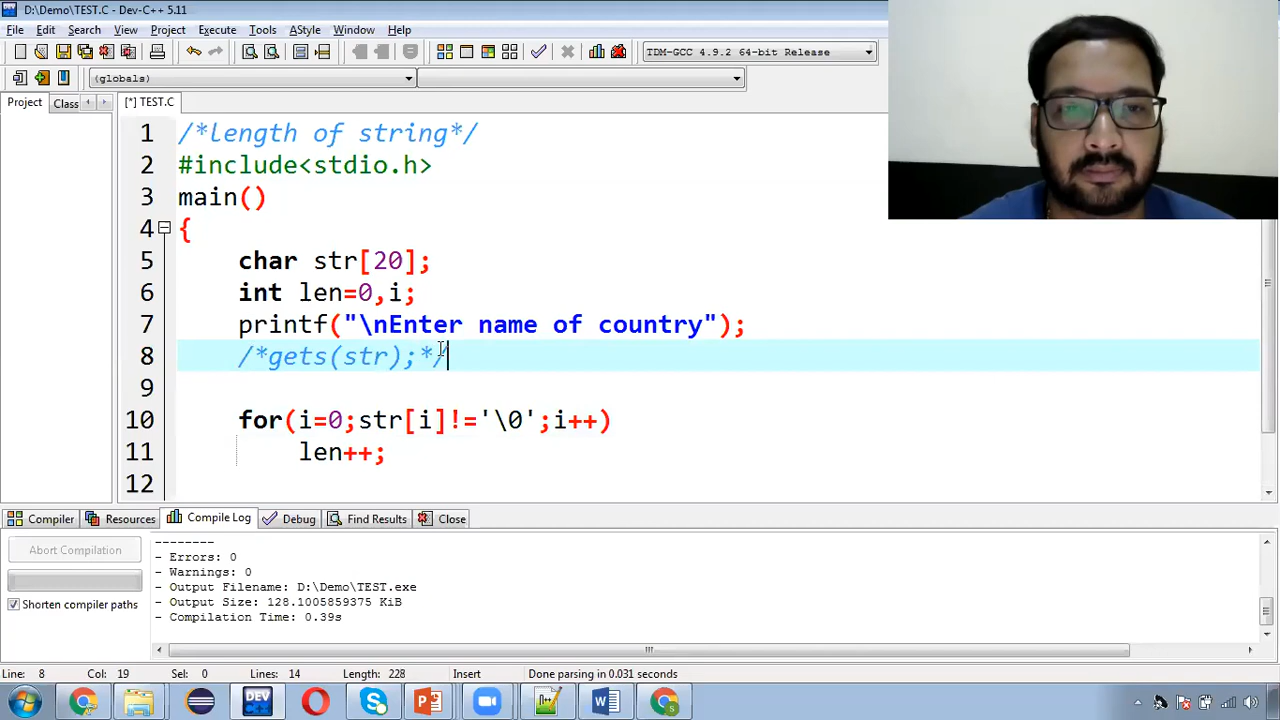 D:\Demo\TEST.C - Dev-C++ 5.11
File Edit Search View Project Execute Tools AStyle Window Help
TDM-GCC 4.9.2 64-bit Release
(globals)
Project Class [*] TEST.C
1 /*length of string*/
2 #include<stdio.h>
3 main()
4 {
5 char str[20];
6 int len=0,i;
7 printf("\nEnter name of country");
8 /*gets(str);*/
9
10 for(i=0;str[i]!='\0';i++)
11 len++;
12
Compiler Resources Compile Log Debug Find Results Close
Abort Compilation
Shorten compiler paths
--------
- Errors: 0
- Warnings: 0
- Output Filename: D:\Demo\TEST.exe
- Output Size: 128.1005859375 KiB
- Compilation Time: 0.39s
Line: 8 Col: 19 Sel: 0 Lines: 14 Length: 228 Insert Done parsing in 0.031 seconds
DEV